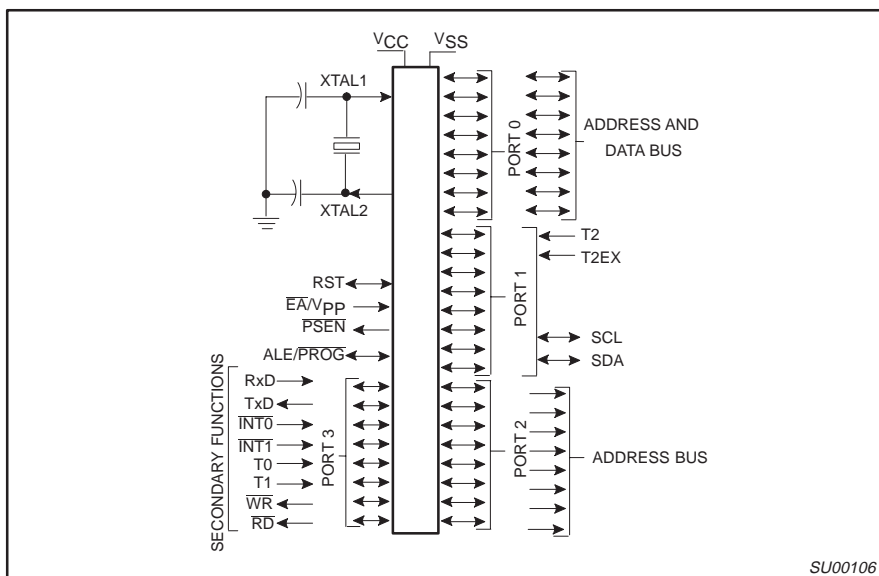 VCC
VSS
XTAL1
XTAL2
RST
EA/VPP
PSEN
ALE/PROG
SECONDARY FUNCTIONS
RxD
TxD
INT0
INT1
T0
T1
WR
RD
PORT 3
PORT 0
ADDRESS AND
DATA BUS
PORT 1
T2
T2EX
SCL
SDA
PORT 2
ADDRESS BUS
SU00106